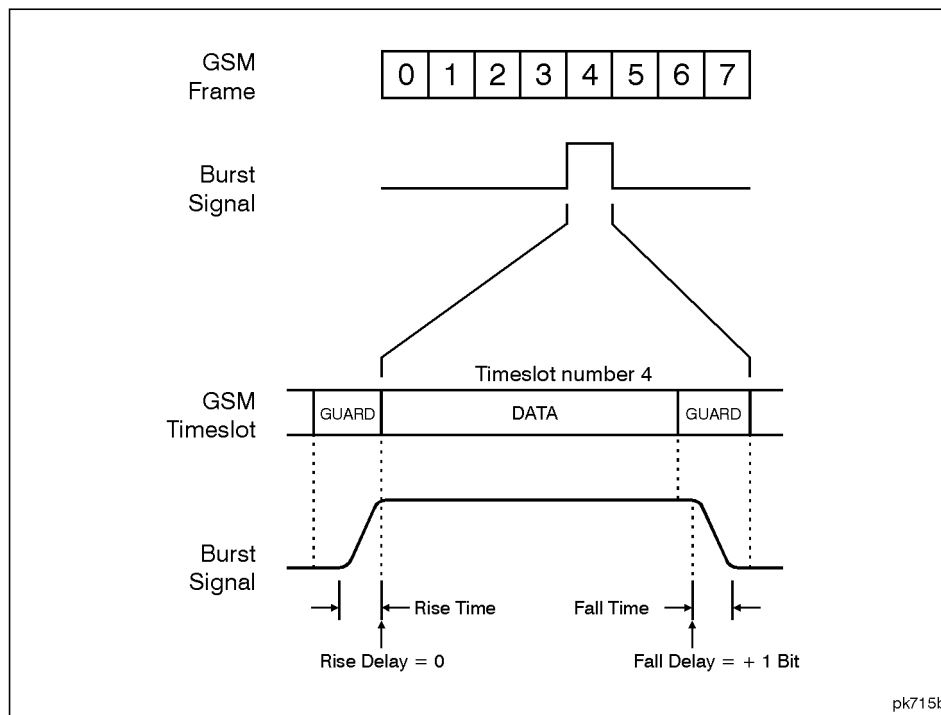 GSM
Frame
0 1 2 3 4 5 6 7
Burst
Signal
Timeslot number 4
GSM
Timeslot
GUARD DATA GUARD
Burst
Signal
Rise Time Fall Time
Rise Delay = 0 Fall Delay = + 1 Bit
pk715b